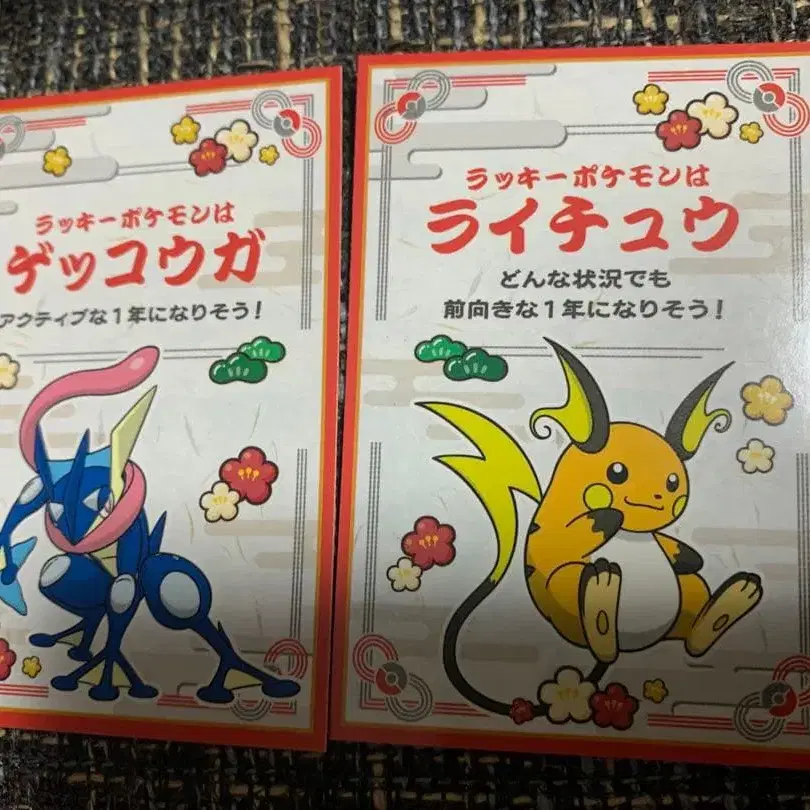 ラッキーポケモンは
ゲッコウガ
アクティブな1年になりそう!
ラッキーポケモンは
ライチュウ
どんな状況でも
前向きな1年になりそう!